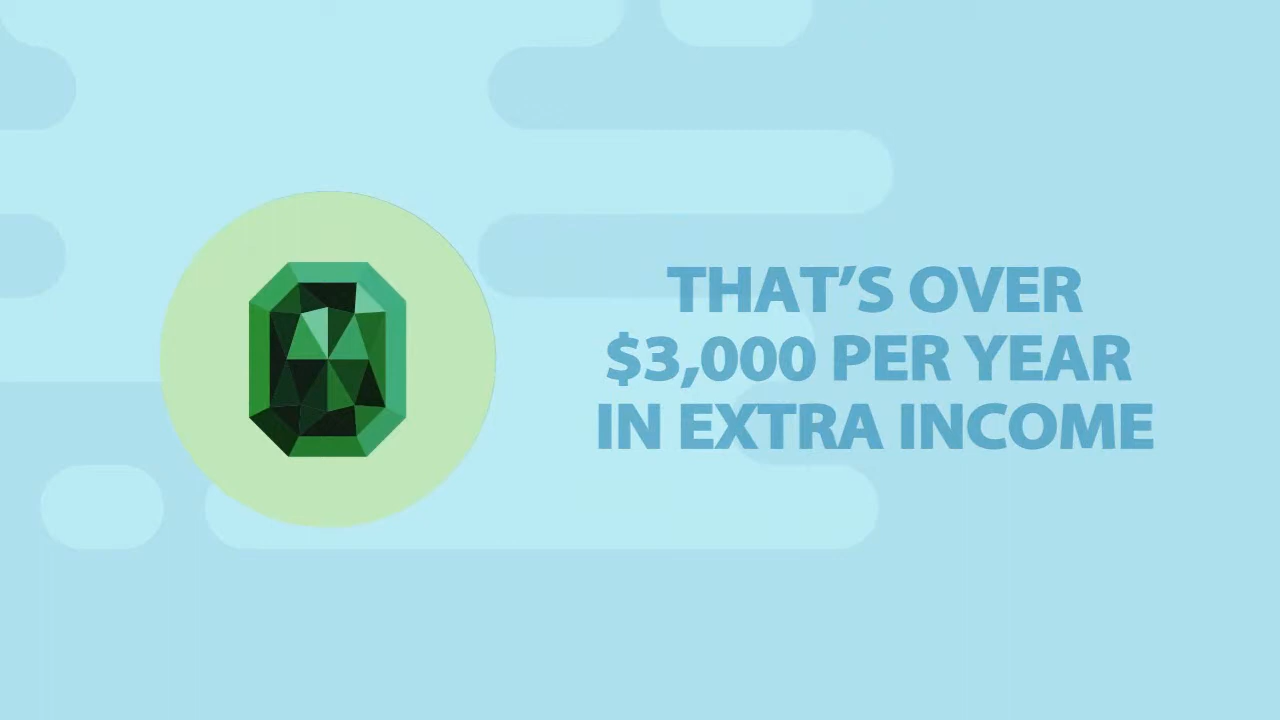 THAT’S OVER
$3,000 PER YEAR
IN EXTRA INCOME